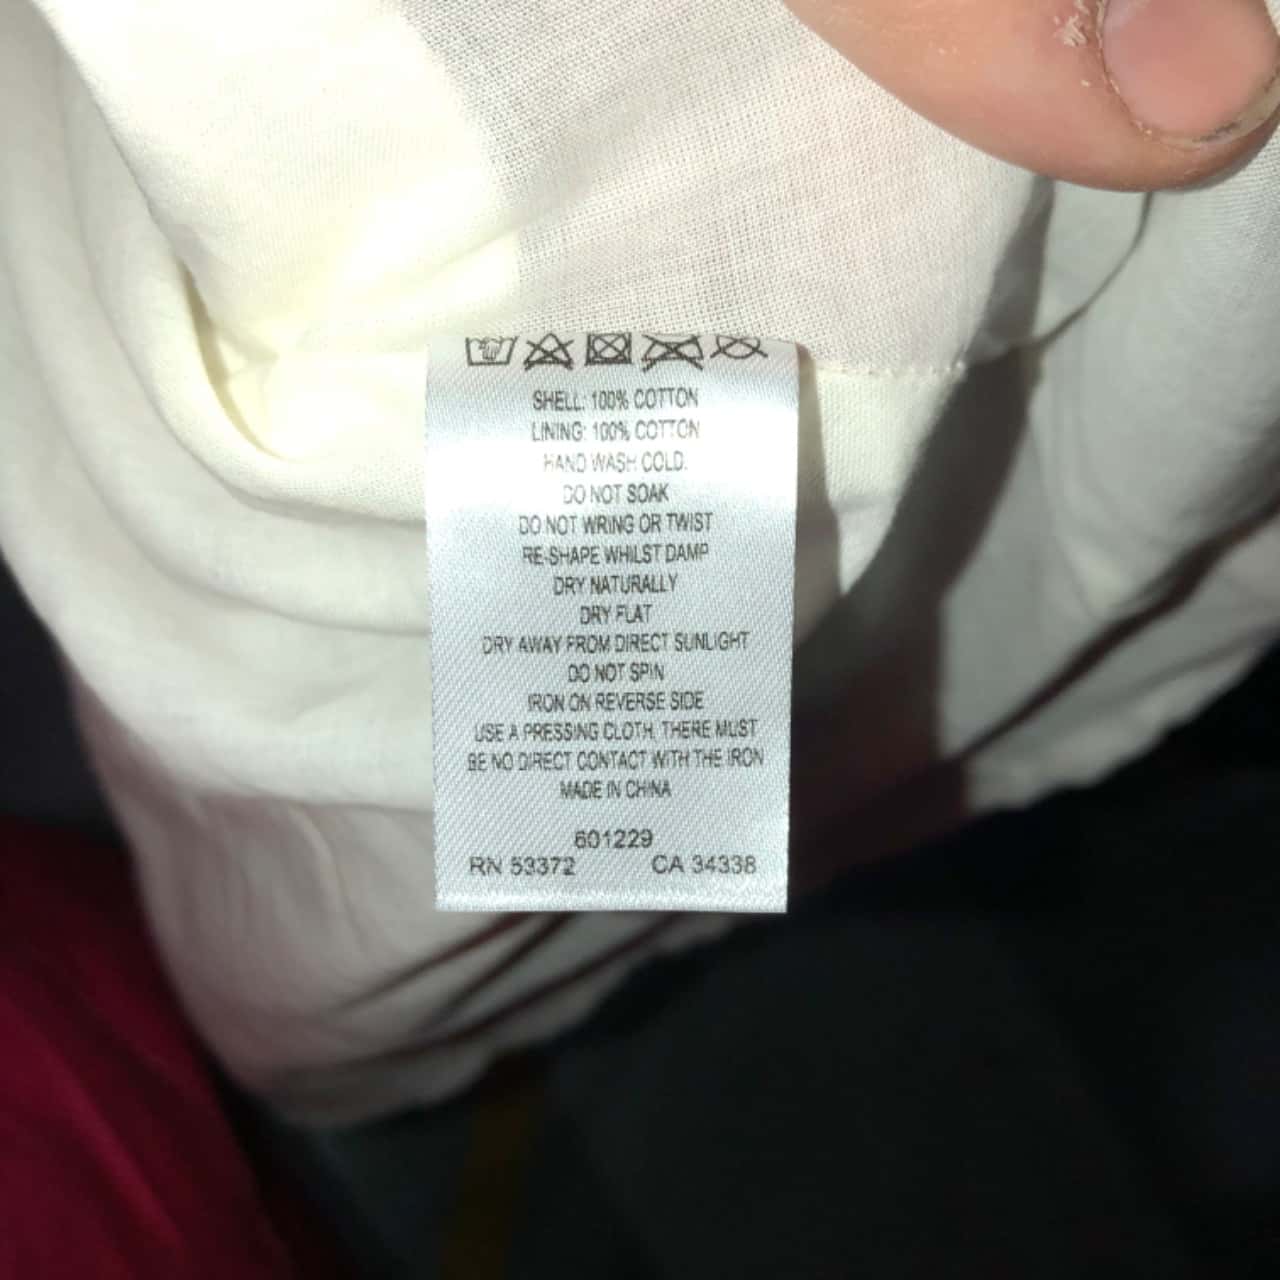 SHELL: 100% COTTON
LINING: 100% COTTON
HAND WASH COLD.
DO NOT SOAK
DO NOT WRING OR TWIST
RE-SHAPE WHILST DAMP
DRY NATURALLY
DRY FLAT
DRY AWAY FROM DIRECT SUNLIGHT
DO NOT SPIN
IRON ON REVERSE SIDE
USE A PRESSING CLOTH. THERE MUST
BE NO DIRECT CONTACT WITH THE IRON
MADE IN CHINA
601229
RN 53372 CA 34338